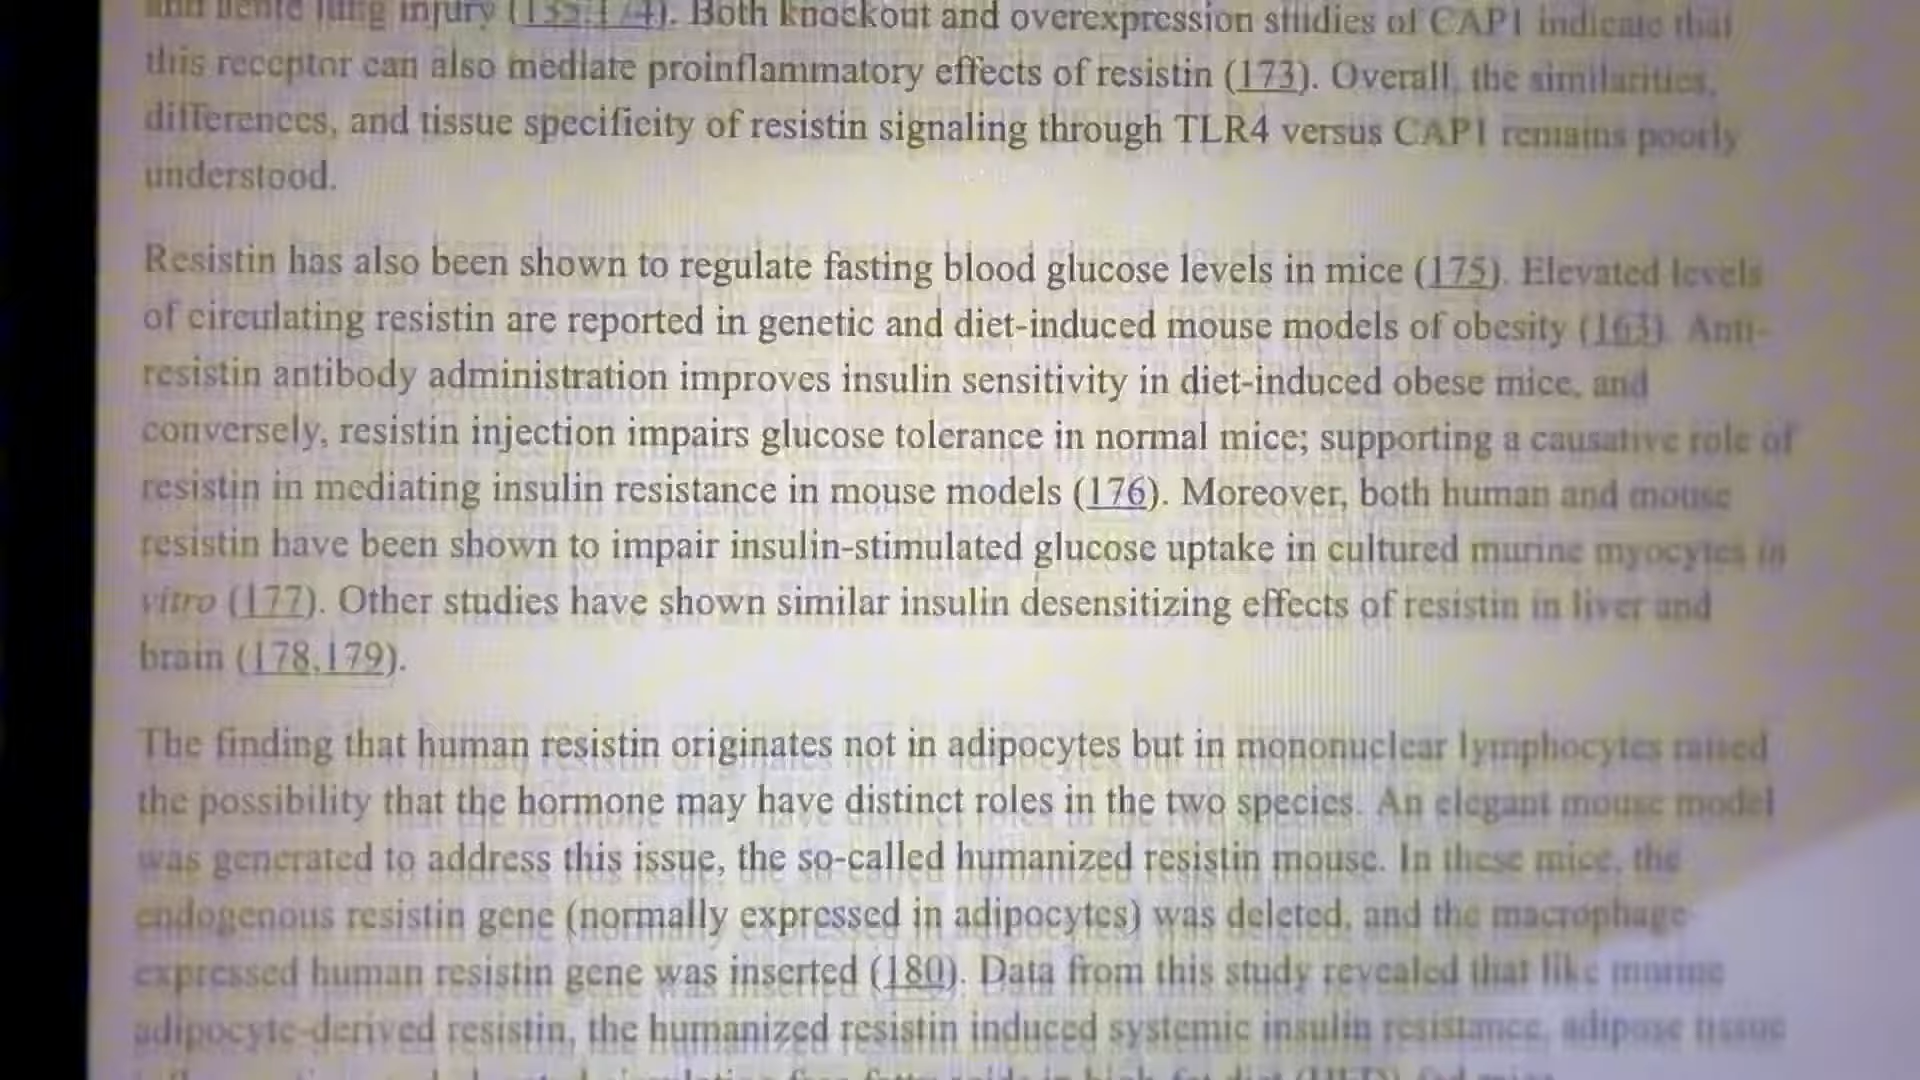 and acute lung injury (155,174). Both knockout and overexpression studies of CAP1 indicate that
this receptor can also mediate proinflammatory effects of resistin (173). Overall, the similarities,
differences, and tissue specificity of resistin signaling through TLR4 versus CAP1 remains poorly
understood.
Resistin has also been shown to regulate fasting blood glucose levels in mice (175). Elevated levels
of circulating resistin are reported in genetic and diet-induced mouse models of obesity (163). Anti-
resistin antibody administration improves insulin sensitivity in diet-induced obese mice, and
conversely, resistin injection impairs glucose tolerance in normal mice; supporting a causative role of
resistin in mediating insulin resistance in mouse models (176). Moreover, both human and mouse
resistin have been shown to impair insulin-stimulated glucose uptake in cultured murine myocytes in
vitro (177). Other studies have shown similar insulin desensitizing effects of resistin in liver and
brain (178,179).
The finding that human resistin originates not in adipocytes but in mononuclear lymphocytes raised
the possibility that the hormone may have distinct roles in the two species. An elegant mouse model
was generated to address this issue, the so-called humanized resistin mouse. In these mice, the
endogenous resistin gene (normally expressed in adipocytes) was deleted, and the macrophage
expressed human resistin gene was inserted (180). Data from this study revealed that like murine
adipocyte-derived resistin, the humanized resistin induced systemic insulin resistance, adipose tissue